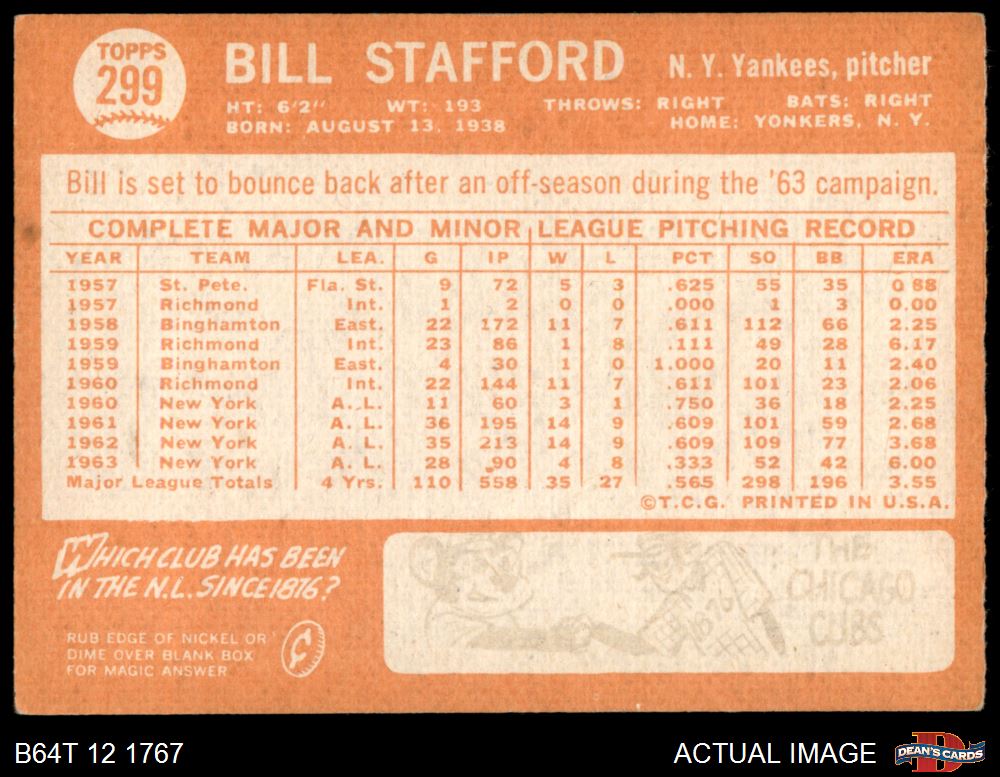 TOPPS
299
BILL STAFFORD N. Y. Yankees, pitcher
HT: 6'2" WT: 193 THROWS: RIGHT BATS: RIGHT
BORN: AUGUST 13, 1938 HOME: YONKERS, N. Y.
Bill is set to bounce back after an off-season during the '63 campaign.
COMPLETE MAJOR AND MINOR LEAGUE PITCHING RECORD
YEAR TEAM LEA. G IP W L PCT SO BB ERA
1957 St. Pete. Fla. St. 9 72 5 3 .625 55 35 0.88
1957 Richmond Int. 1 2 0 0 .000 1 3 0.00
1958 Binghamton East. 22 172 11 7 .611 112 66 2.25
1959 Richmond Int. 23 86 1 8 .111 49 28 6.17
1959 Binghamton East. 4 30 1 0 1.000 20 11 2.40
1960 Richmond Int. 22 144 11 7 .611 101 23 2.06
1960 New York A. L. 11 60 3 1 .750 36 18 2.25
1961 New York A. L. 36 195 14 9 .609 101 59 2.68
1962 New York A. L. 35 213 14 9 .609 109 77 3.68
1963 New York A. L. 28 90 4 8 .333 52 42 6.00
Major League Totals 4 Yrs. 110 558 35 27 .565 298 196 3.55
©T.C.G. PRINTED IN U.S.A.
WHICH CLUB HAS BEEN
IN THE N.L. SINCE 1876?
RUB EDGE OF NICKEL OR
DIME OVER BLANK BOX
FOR MAGIC ANSWER
THE
CHICAGO
CUBS
B64T 12 1767 ACTUAL IMAGE DEAN'S CARDS